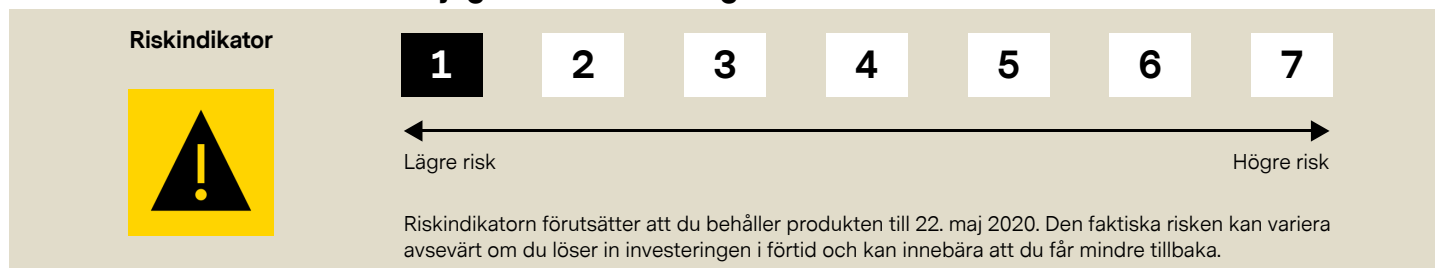 Riskindikator
1 2 3 4 5 6 7
Lägre risk Högre risk
Riskindikatorn förutsätter att du behåller produkten till 22. maj 2020. Den faktiska risken kan variera
avsevärt om du löser in investeringen i förtid och kan innebära att du får mindre tillbaka.